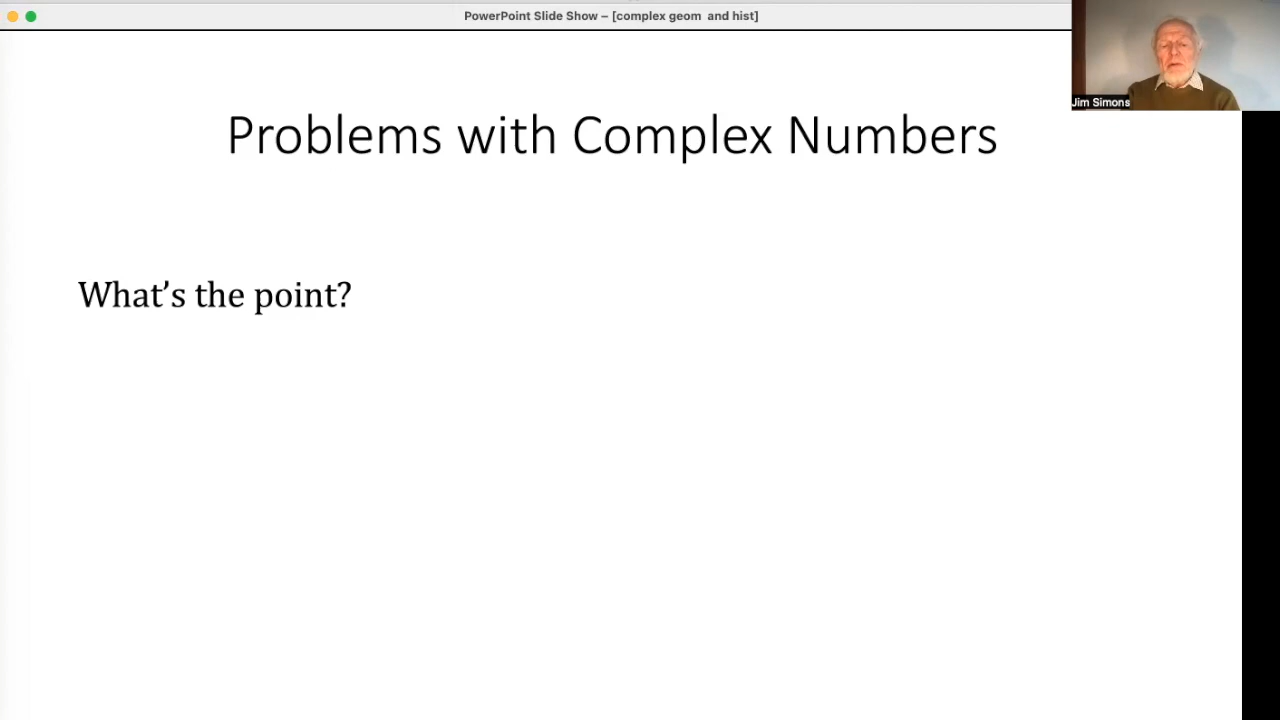 PowerPoint Slide Show – [complex geom  and hist]
Jim Simons
Problems with Complex Numbers
What's the point?